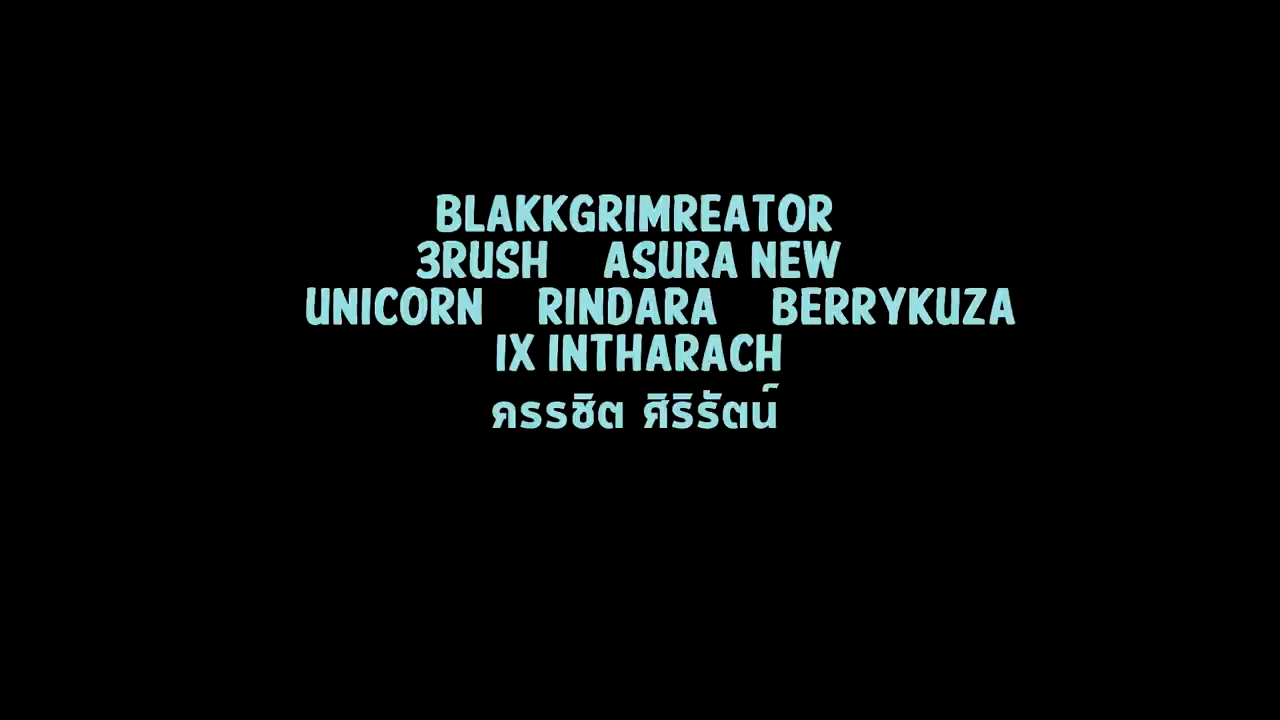 BLAKKGRIMREATOR
3RUSH ASURA NEW
UNICORN RINDARA BERRYKUZA
IX INTHARACH
ครรชิต ศิริรัตน์